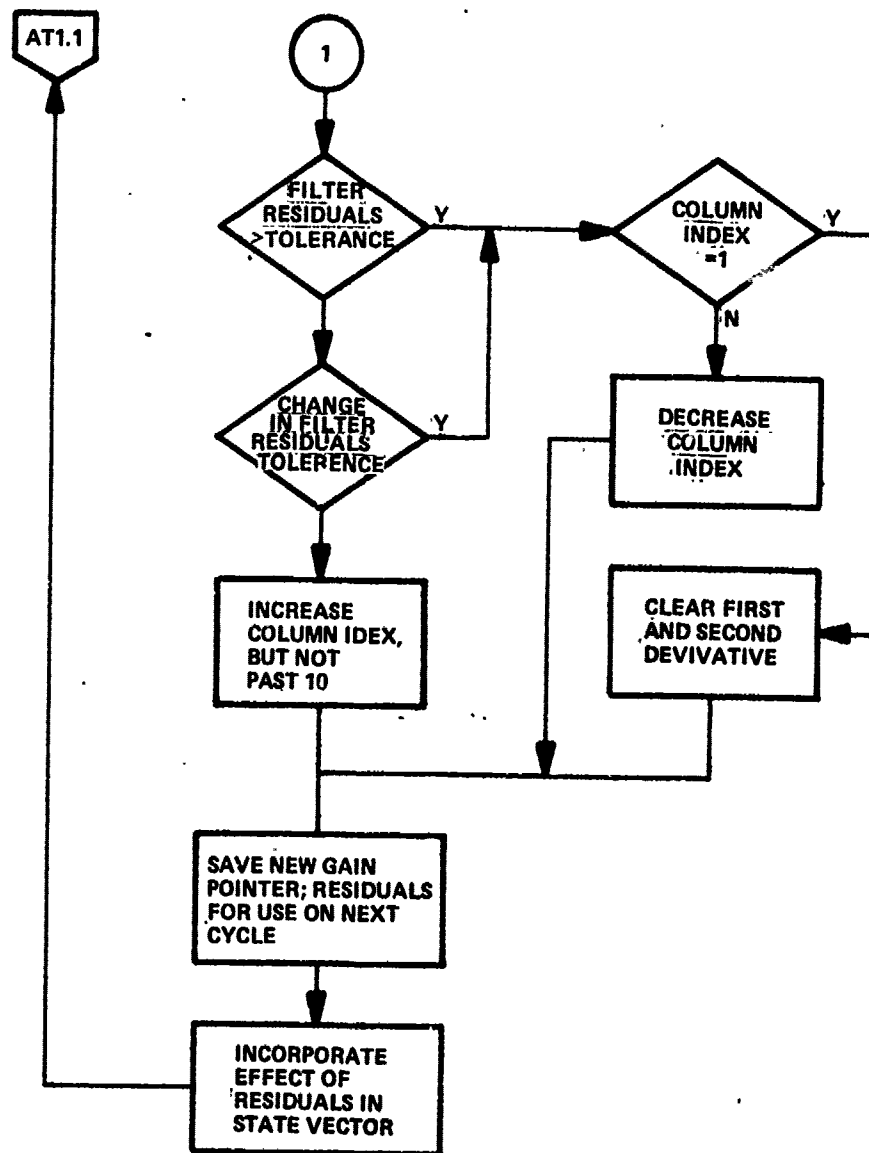 AT1.1
1
FILTER
RESIDUALS
>TOLERANCE
Y
COLUMN
INDEX
=1
Y
N
CHANGE
IN FILTER
RESIDUALS
TOLERENCE
Y
DECREASE
COLUMN
INDEX
INCREASE
COLUMN IDEX,
BUT NOT
PAST 10
CLEAR FIRST
AND SECOND
DEVIVATIVE
SAVE NEW GAIN
POINTER; RESIDUALS
FOR USE ON NEXT
CYCLE
INCORPORATE
EFFECT OF
RESIDUALS IN
STATE VECTOR